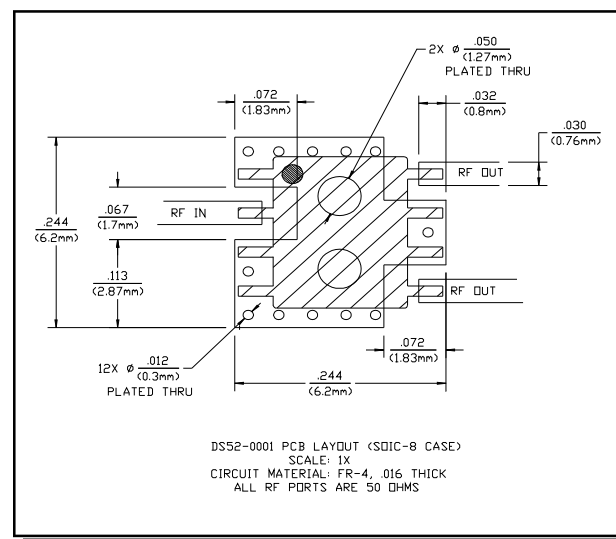 2X ø .050
(1.27mm)
PLATED THRU
.072
(1.83mm)
.032
(0.8mm)
.030
(0.76mm)
RF OUT
RF IN
.067
(1.7mm)
.244
(6.2mm)
.113
(2.87mm)
RF OUT
12X ø .012
(0.3mm)
PLATED THRU
.072
(1.83mm)
.244
(6.2mm)
DS52-0001 PCB LAYOUT (SOIC-8 CASE)
SCALE: 1X
CIRCUIT MATERIAL: FR-4, .016 THICK
ALL RF PORTS ARE 50 OHMS